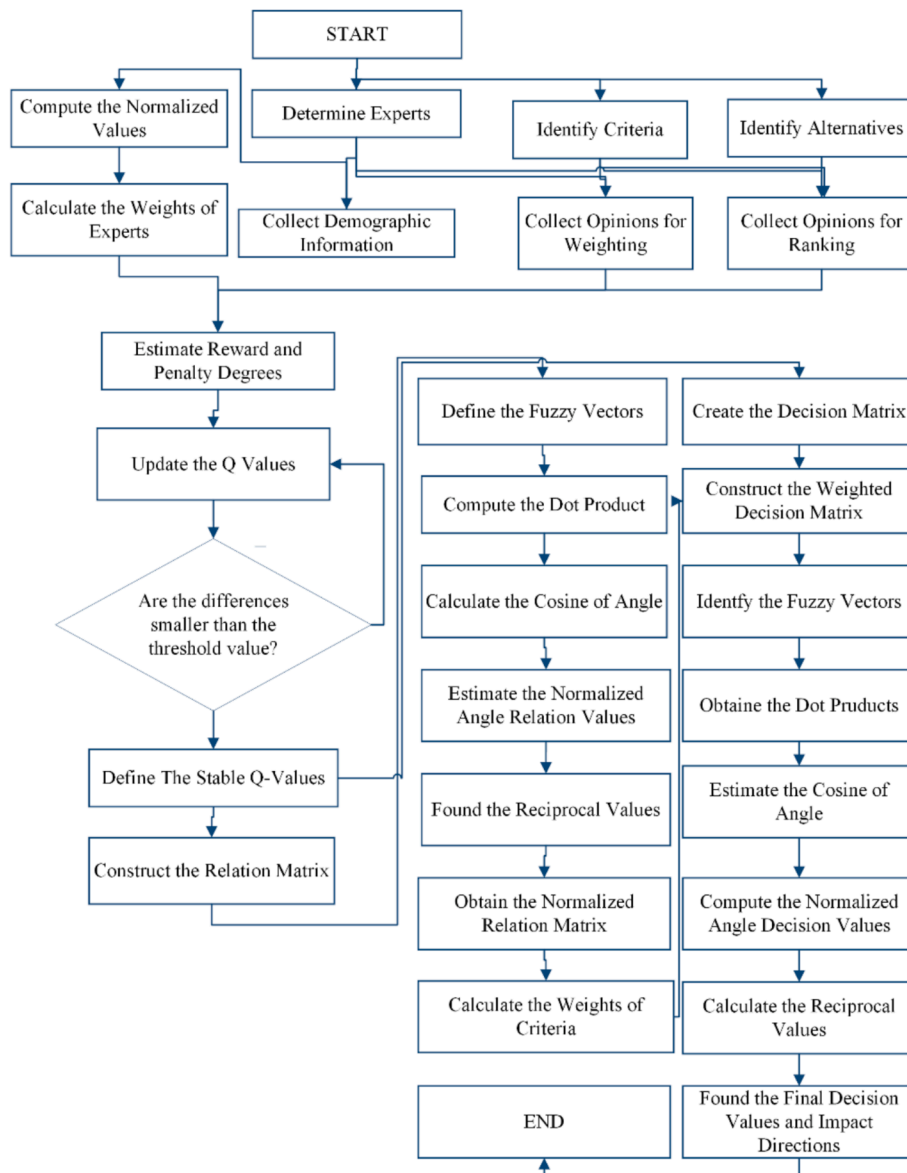 START
Compute the Normalized
Values
Determine Experts
Identify Criteria
Identify Alternatives
Calculate the Weights of
Experts
Collect Demographic
Information
Collect Opinions for
Weighting
Collect Opinions for
Ranking
Estimate Reward and
Penalty Degrees
Update the Q Values
Are the differences
smaller than the
threshold value?
Define The Stable Q-Values
Construct the Relation Matrix
Define the Fuzzy Vectors
Compute the Dot Product
Calculate the Cosine of Angle
Estimate the Normalized
Angle Relation Values
Found the Reciprocal Values
Obtain the Normalized
Relation Matrix
Calculate the Weights of
Criteria
END
Create the Decision Matrix
Construct the Weighted
Decision Matrix
Identfy the Fuzzy Vectors
Obtaine the Dot Pruducts
Estimate the Cosine of
Angle
Compute the Normalized
Angle Decision Values
Calculate the Reciprocal
Values
Found the Final Decision
Values and Impact
Directions